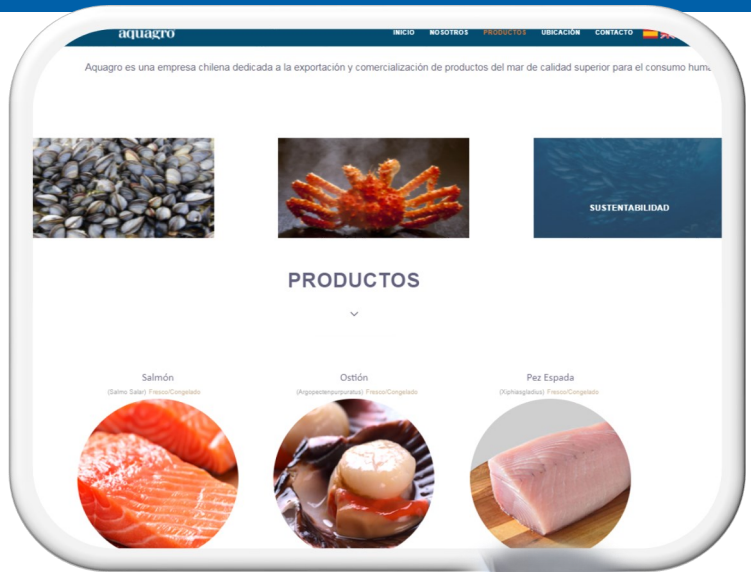 aquagro
INICIO NOSOTROS PRODUCTOS UBICACIÓN CONTACTO
Aquagro es una empresa chilena dedicada a la exportación y comercialización de productos del mar de calidad superior para el consumo
SUSTENTABILIDAD
PRODUCTOS
Salmón Ostión Pez Espada
(Salmo Salar) Fresco/Congelado (Argopectenpurpuratus) Fresco/Congelado (Xiphiasgladius) Fresco/Congelado